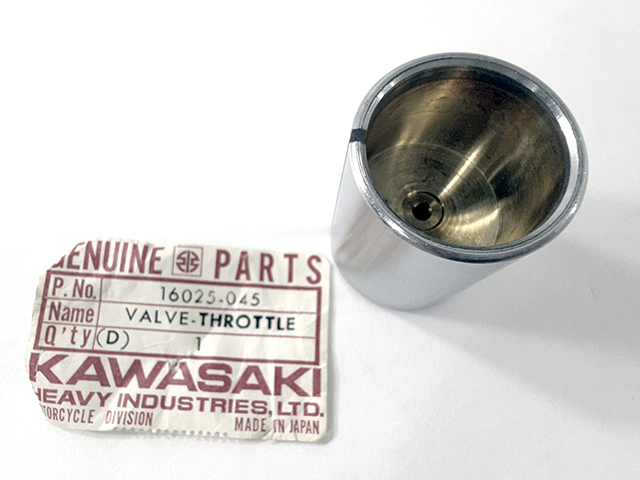 GENUINE PARTS
P. No. 16025-045
Name VALVE-THROTTLE
Q'ty (D) 1
KAWASAKI
HEAVY INDUSTRIES, LTD.
MOTORCYCLE DIVISION MADE IN JAPAN